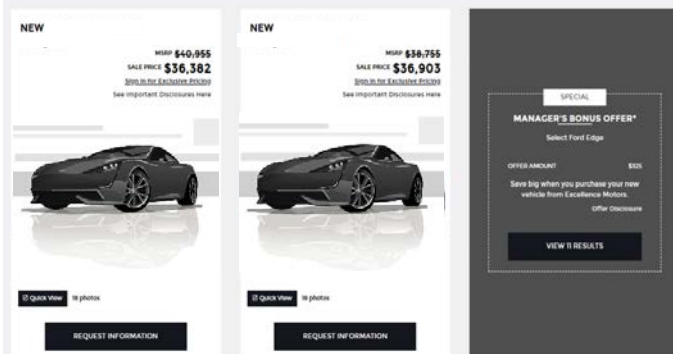 NEW
MSRP $40,955
SALE PRICE $36,382
Sign In for Exclusive Pricing
See Important Disclosures Here
Quick View 18 photos
REQUEST INFORMATION
NEW
MSRP $38,755
SALE PRICE $36,903
Sign In for Exclusive Pricing
See Important Disclosures Here
Quick View 18 photos
REQUEST INFORMATION
SPECIAL
MANAGER'S BONUS OFFER*
Select Ford Edge
OFFER AMOUNT $325
Save big when you purchase your new
vehicle from Excellence Motors.
Offer Disclosure
VIEW 11 RESULTS